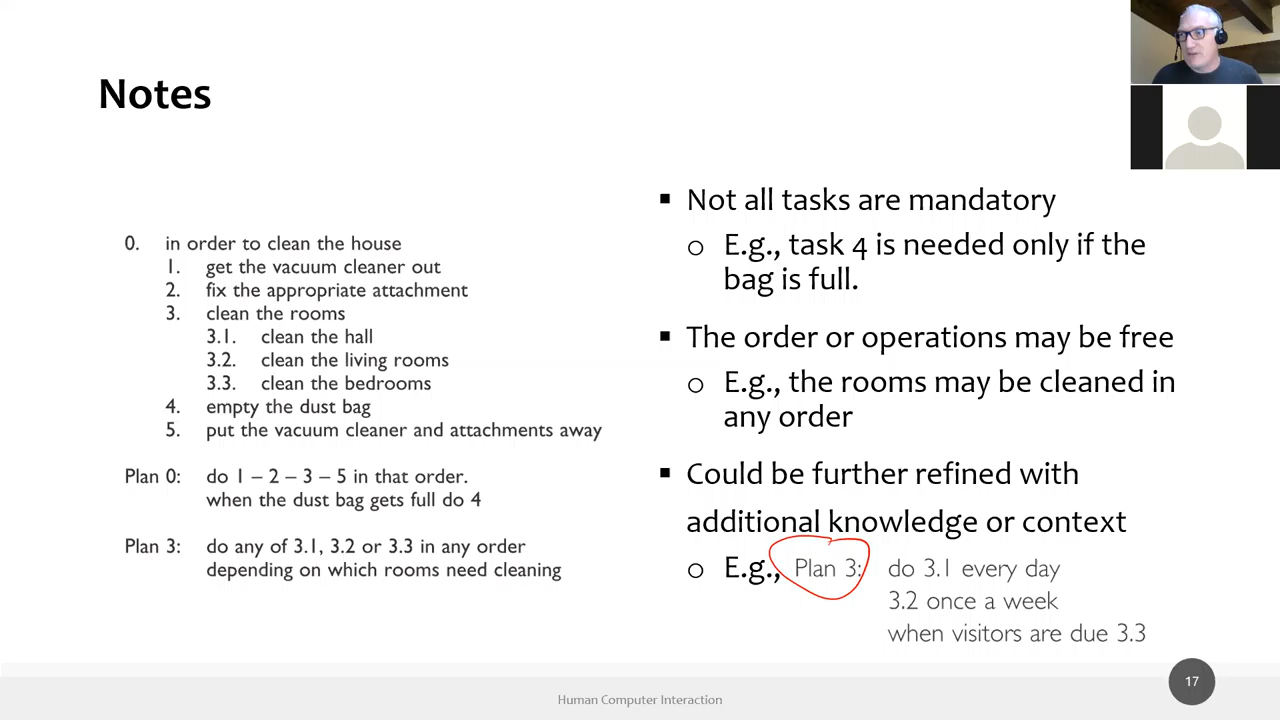 Notes
0. in order to clean the house
1. get the vacuum cleaner out
2. fix the appropriate attachment
3. clean the rooms
3.1. clean the hall
3.2. clean the living rooms
3.3. clean the bedrooms
4. empty the dust bag
5. put the vacuum cleaner and attachments away
Plan 0: do 1 – 2 – 3 – 5 in that order.
when the dust bag gets full do 4
Plan 3: do any of 3.1, 3.2 or 3.3 in any order
depending on which rooms need cleaning
▪ Not all tasks are mandatory
o E.g., task 4 is needed only if the
bag is full.
▪ The order or operations may be free
o E.g., the rooms may be cleaned in
any order
▪ Could be further refined with
additional knowledge or context
o E.g., Plan 3: do 3.1 every day
3.2 once a week
when visitors are due 3.3
Human Computer Interaction
17